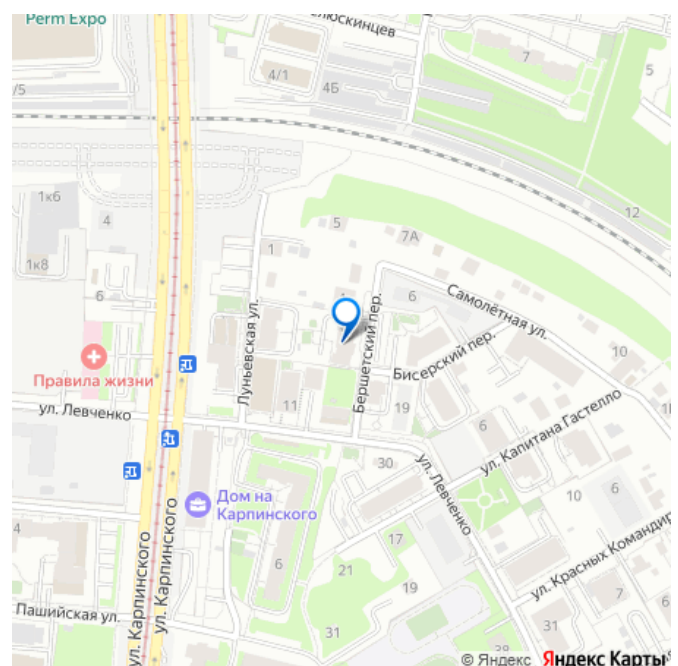 Perm Expo
елюскинцев
/5
4/1
4Б
7
5
1к6
4
1
5
7А
12
1к8
6
6
Самолётная ул.
Луньевская ул.
Бершетский пер.
Бисерский пер.
10
Правила жизни
ул. Левченко
11
19
6
ул. Капитана Гастелло
30
ул. Левченко
4
Дом на
Карпинского
17
10
6
6
21
19
ул. Красных Командир
7
Пашийская ул.
31
31
ул. Карпинского
ул. Карпинского
© Яндекс Яндекс Карты